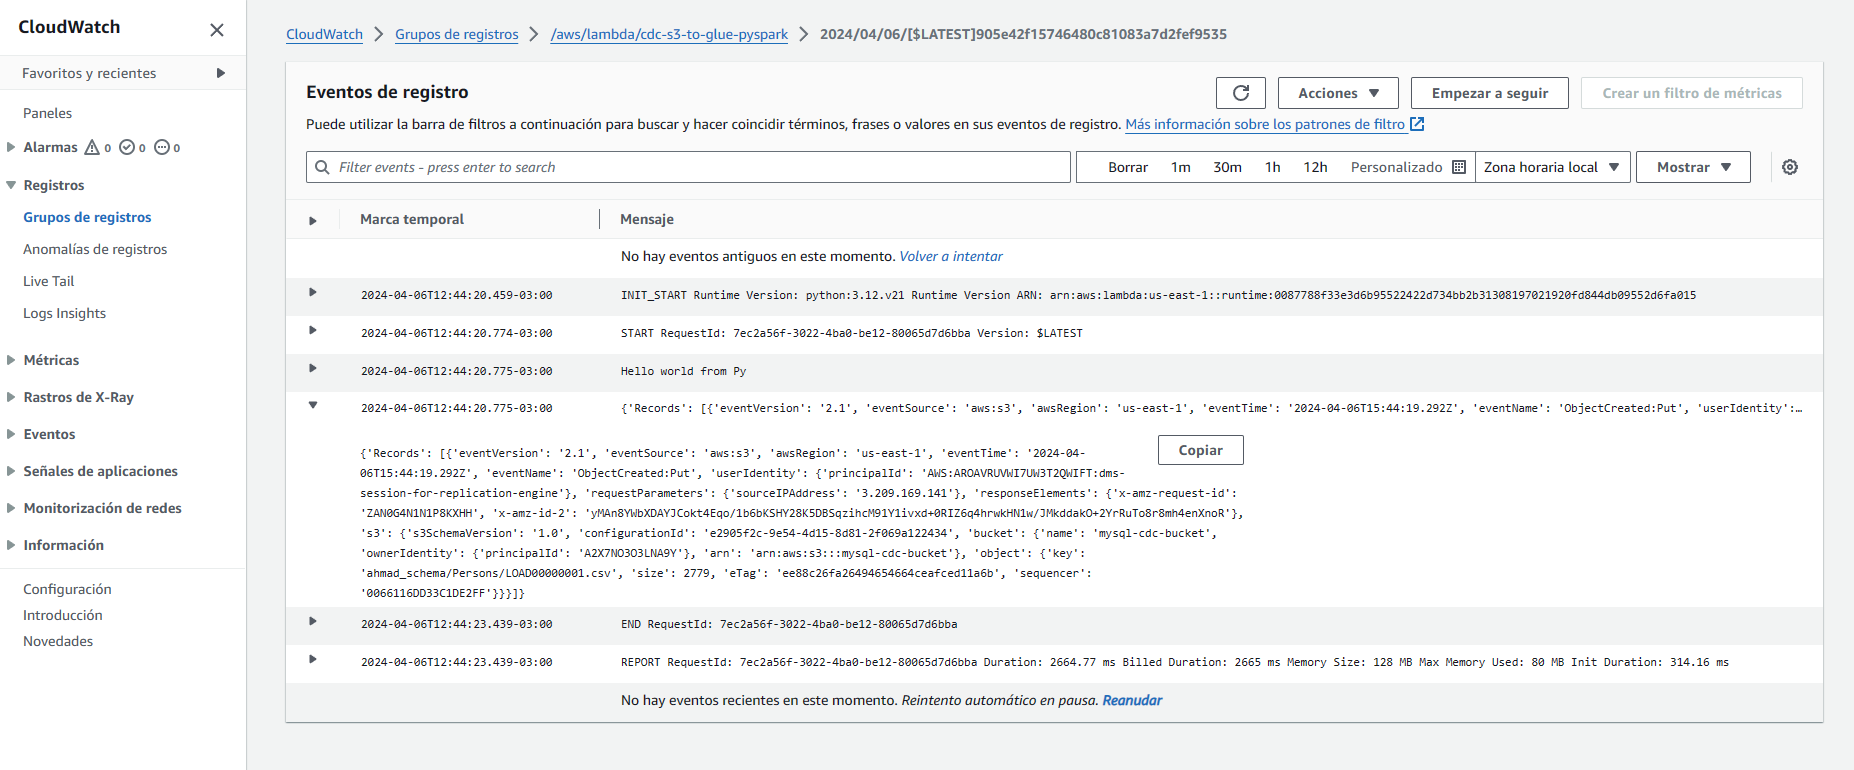 CloudWatch
Favoritos y recientes
Paneles
Alarmas 0 0 0
Registros
Grupos de registros
Anomalías de registros
Live Tail
Logs Insights
Métricas
Rastros de X-Ray
Eventos
Señales de aplicaciones
Monitorización de redes
Información
Configuración
Introducción
Novedades
CloudWatch Grupos de registros /aws/lambda/cdc-s3-to-glue-pyspark 2024/04/06/[$LATEST]905e42f15746480c81083a7d2fef9535
Eventos de registro
Acciones Empezar a seguir Crear un filtro de métricas
Puede utilizar la barra de filtros a continuación para buscar y hacer coincidir términos, frases o valores en sus eventos de registro. Más información sobre los patrones de filtro
Filter events - press enter to search
Borrar 1m 30m 1h 12h Personalizado Zona horaria local Mostrar
Marca temporal Mensaje
No hay eventos antiguos en este momento. Volver a intentar
2024-04-06T12:44:20.459-03:00 INIT_START Runtime Version: python:3.12.v21 Runtime Version ARN: arn:aws:lambda:us-east-1::runtime:0087788f33e3d6b95522422d734bb2b31308197021920fd844db09552d6fa015
2024-04-06T12:44:20.774-03:00 START RequestId: 7ec2a56f-3022-4ba0-be12-80065d7d6bba Version: $LATEST
2024-04-06T12:44:20.775-03:00 Hello world from Py
2024-04-06T12:44:20.775-03:00 {'Records': [{'eventVersion': '2.1', 'eventSource': 'aws:s3', 'awsRegion': 'us-east-1', 'eventTime': '2024-04-06T15:44:19.292Z', 'eventName': 'ObjectCreated:Put', 'userIdentity':…
Copiar
{'Records': [{'eventVersion': '2.1', 'eventSource': 'aws:s3', 'awsRegion': 'us-east-1', 'eventTime': '2024-04-
06T15:44:19.292Z', 'eventName': 'ObjectCreated:Put', 'userIdentity': {'principalId': 'AWS:AROAVRUVWI7UW3T2QWIFT:dms-
session-for-replication-engine'}, 'requestParameters': {'sourceIPAddress': '3.209.169.141'}, 'responseElements': {'x-amz-request-id':
'ZAN0G4N1N1P8KXHH', 'x-amz-id-2': 'yMAn8YWbXDAYJCokt4Eqo/1b6bKSHY28K5DBSqzihcM91Y1ivxd+0RIZ6q4hrwkHN1w/JMkddakO+2YrRuTo8r8mh4enXnoR'},
's3': {'s3SchemaVersion': '1.0', 'configurationId': 'e2905f2c-9e54-4d15-8d81-2f069a122434', 'bucket': {'name': 'mysql-cdc-bucket',
'ownerIdentity': {'principalId': 'A2X7NO3O3LNA9Y'}, 'arn': 'arn:aws:s3:::mysql-cdc-bucket'}, 'object': {'key':
'ahmad_schema/Persons/LOAD00000001.csv', 'size': 2779, 'eTag': 'ee88c26fa26494654664ceafced11a6b', 'sequencer':
'0066116DD33C1DE2FF'}}}]}
2024-04-06T12:44:23.439-03:00 END RequestId: 7ec2a56f-3022-4ba0-be12-80065d7d6bba
2024-04-06T12:44:23.439-03:00 REPORT RequestId: 7ec2a56f-3022-4ba0-be12-80065d7d6bba Duration: 2664.77 ms Billed Duration: 2665 ms Memory Size: 128 MB Max Memory Used: 80 MB Init Duration: 314.16 ms
No hay eventos recientes en este momento. Reintento automático en pausa. Reanudar